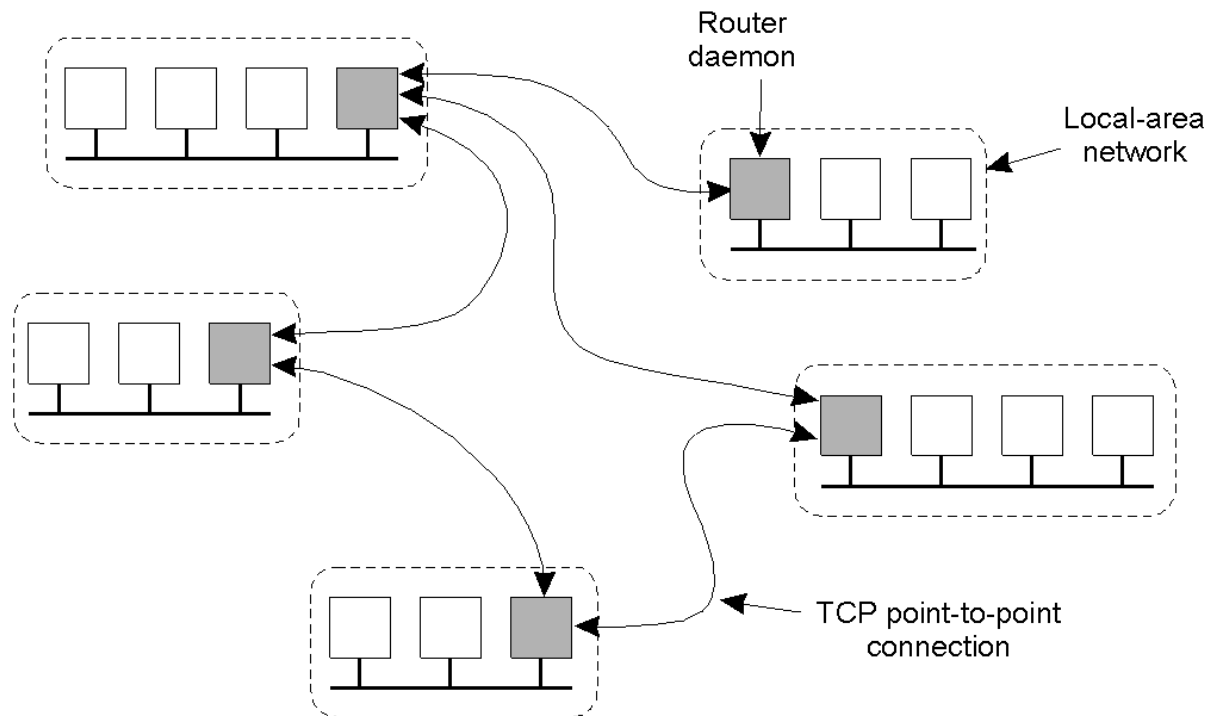 Router
daemon
Local-area
network
TCP point-to-point
connection